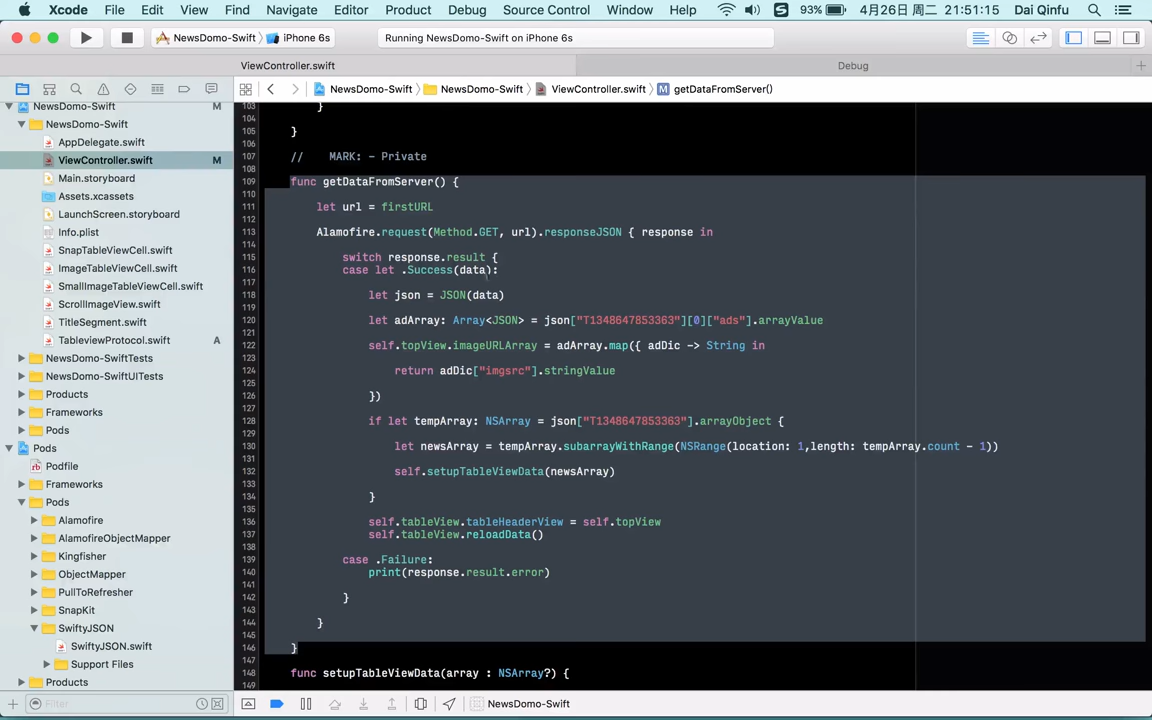 Xcode File Edit View Find Navigate Editor Product Debug Source Control Window Help 93% 4月26日 周二 21:51:15 Dai Qinfu
NewsDomo-Swift iPhone 6s Running NewsDomo-Swift on iPhone 6s
ViewController.swift Debug
NewsDomo-Swift NewsDomo-Swift ViewController.swift M getDataFromServer()
NewsDomo-Swift M
NewsDomo-Swift
AppDelegate.swift
ViewController.swift M
Main.storyboard
Assets.xcassets
LaunchScreen.storyboard
Info.plist
SnapTableViewCell.swift
ImageTableViewCell.swift
SmallImageTableViewCell.swift
ScrollImageView.swift
TitleSegment.swift
TableviewProtocol.swift A
NewsDomo-SwiftTests
NewsDomo-SwiftUITests
Products
Frameworks
Pods
Pods
Podfile
Frameworks
Pods
Alamofire
AlamofireObjectMapper
Kingfisher
ObjectMapper
PullToRefresher
SnapKit
SwiftyJSON
SwiftyJSON.swift
Support Files
Products
Filter
103 }
104
105 }
106
107 // MARK: - Private
108
109 func getDataFromServer() {
110
111 let url = firstURL
112
113 Alamofire.request(Method.GET, url).responseJSON { response in
114
115 switch response.result {
116 case let .Success(data):
117
118 let json = JSON(data)
119
120 let adArray: Array<JSON> = json["T1348647853363"][0]["ads"].arrayValue
121
122 self.topView.imageURLArray = adArray.map({ adDic -> String in
123
124 return adDic["imgsrc"].stringValue
125
126 })
127
128 if let tempArray: NSArray = json["T1348647853363"].arrayObject {
129
130 let newsArray = tempArray.subarrayWithRange(NSRange(location: 1,length: tempArray.count - 1))
131
132 self.setupTableViewData(newsArray)
133
134 }
135
136 self.tableView.tableHeaderView = self.topView
137 self.tableView.reloadData()
138
139 case .Failure:
140 print(response.result.error)
141
142 }
143
144 }
145
146 }
147
148 func setupTableViewData(array : NSArray?) {
149
NewsDomo-Swift